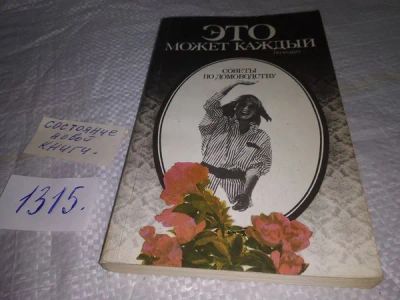 ЭТО
МОЖЕТ КАЖДЫЙ
СОВЕТЫ
ПО ДОМОВОДСТВУ
СОСТОЯНИЕ
НОВОЙ
КНИГИ.
1315.